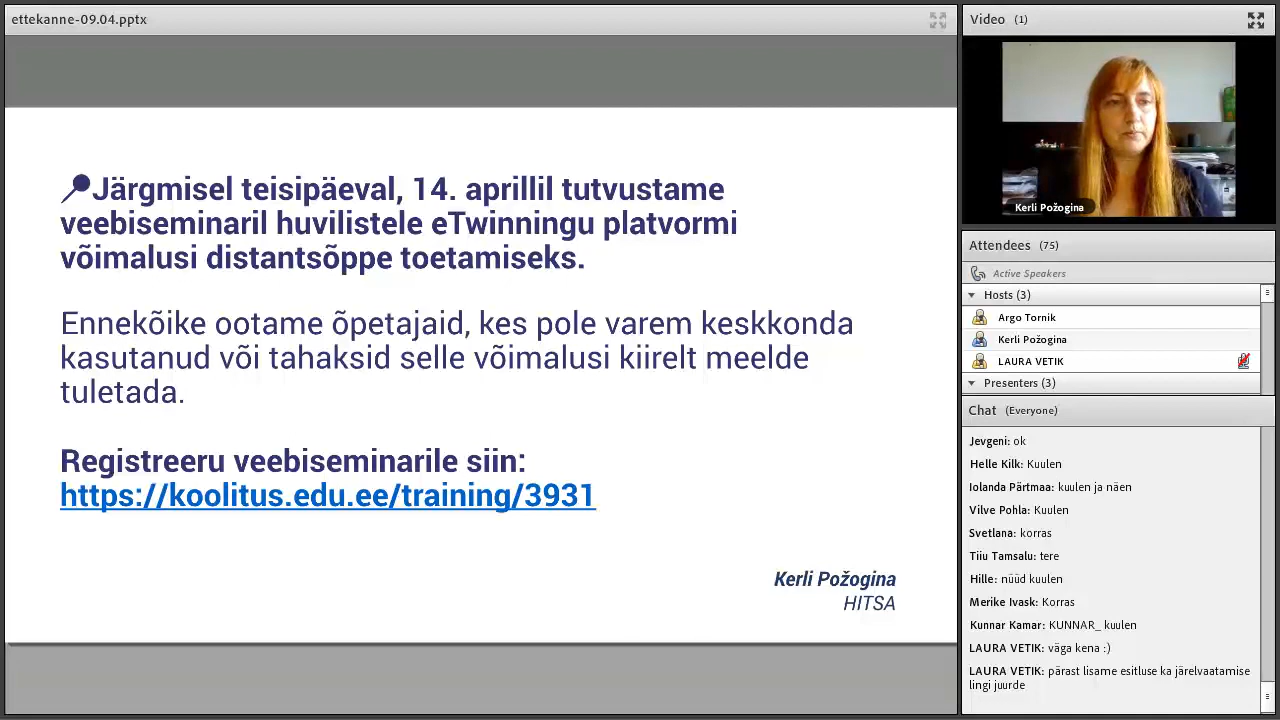 ettekanne-09.04.pptx
Järgmisel teisipäeval, 14. aprillil tutvustame
veebiseminaril huvilistele eTwinningu platvormi
võimalusi distantsõppe toetamiseks.
Ennekõike ootame õpetajaid, kes pole varem keskkonda
kasutanud või tahaksid selle võimalusi kiirelt meelde
tuletada.
Registreeru veebiseminarile siin:
https://koolitus.edu.ee/training/3931
Kerli Požogina
HITSA
Video (1)
Kerli Požogina
Attendees (75)
Active Speakers
Hosts (3)
Argo Tornik
Kerli Požogina
LAURA VETIK
Presenters (3)
Chat (Everyone)
Jevgeni: ok
Helle Kilk: Kuulen
Iolanda Pärtmaa: kuulen ja näen
Vilve Pohla: Kuulen
Svetlana: korras
Tiiu Tamsalu: tere
Hille: nüüd kuulen
Merike Ivask: Korras
Kunnar Kamar: KUNNAR_ kuulen
LAURA VETIK: väga kena :)
LAURA VETIK: pärast lisame esitluse ka järelvaatamise
lingi juurde